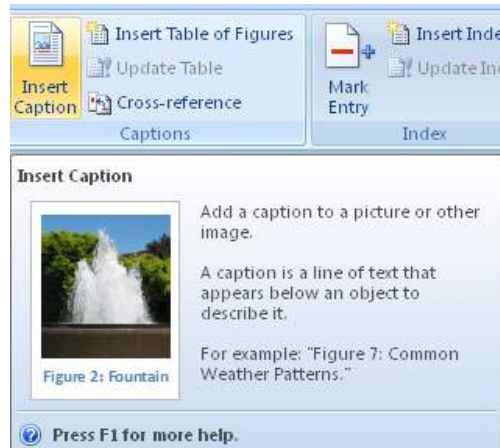 Insert Caption
Insert Table of Figures
Update Table
Cross-reference
Captions
Mark Entry
Insert
Update
Index
Insert Caption
Figure 2: Fountain
Add a caption to a picture or other
image.
A caption is a line of text that
appears below an object to
describe it.
For example: "Figure 7: Common
Weather Patterns."
Press F1 for more help.